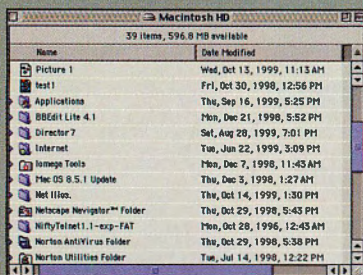 Macintosh HD
39 items, 596.8 MB available
Name Date Modified
Picture 1 Wed, Oct 13, 1999, 11:13 AM
test1 Fri, Oct 30, 1998, 12:56 PM
Applications Thu, Sep 16, 1999, 5:25 PM
BBEdit Lite 4.1 Mon, Dec 21, 1998, 5:52 PM
Director 7 Sat, Aug 28, 1999, 7:01 PM
Internet Tue, Jun 22, 1999, 3:09 PM
Iomega Tools Mon, Dec 7, 1998, 11:43 AM
Mac OS 8.5.1 Update Thu, Dec 3, 1998, 1:27 AM
Net Illos. Thu, Oct 14, 1999, 1:30 PM
Netscape Navigator™ Folder Thu, Oct 29, 1998, 5:43 PM
NiftyTelnet1.1-exp-FAT Mon, Oct 28, 1996, 12:43 AM
Norton AntiVirus Folder Thu, Oct 29, 1998, 5:38 PM
Norton Utilities Folder Tue, Jul 14, 1998, 12:22 PM